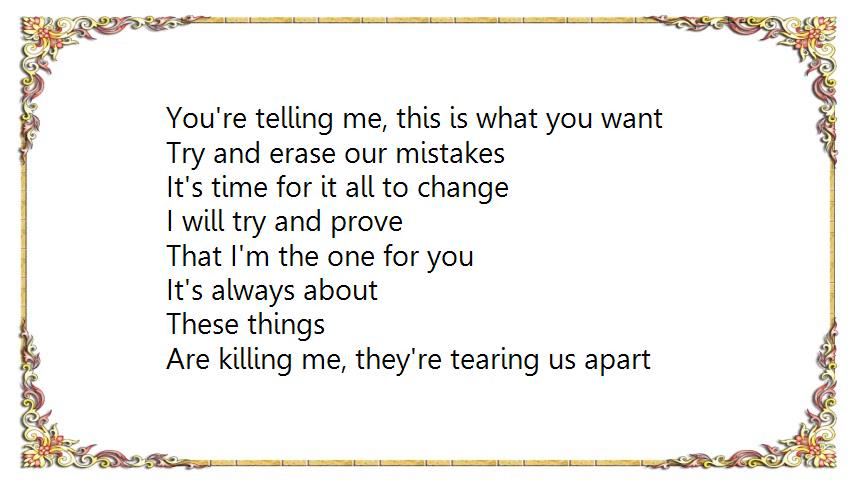 You're telling me, this is what you want
Try and erase our mistakes
It's time for it all to change
I will try and prove
That I'm the one for you
It's always about
These things
Are killing me, they're tearing us apart